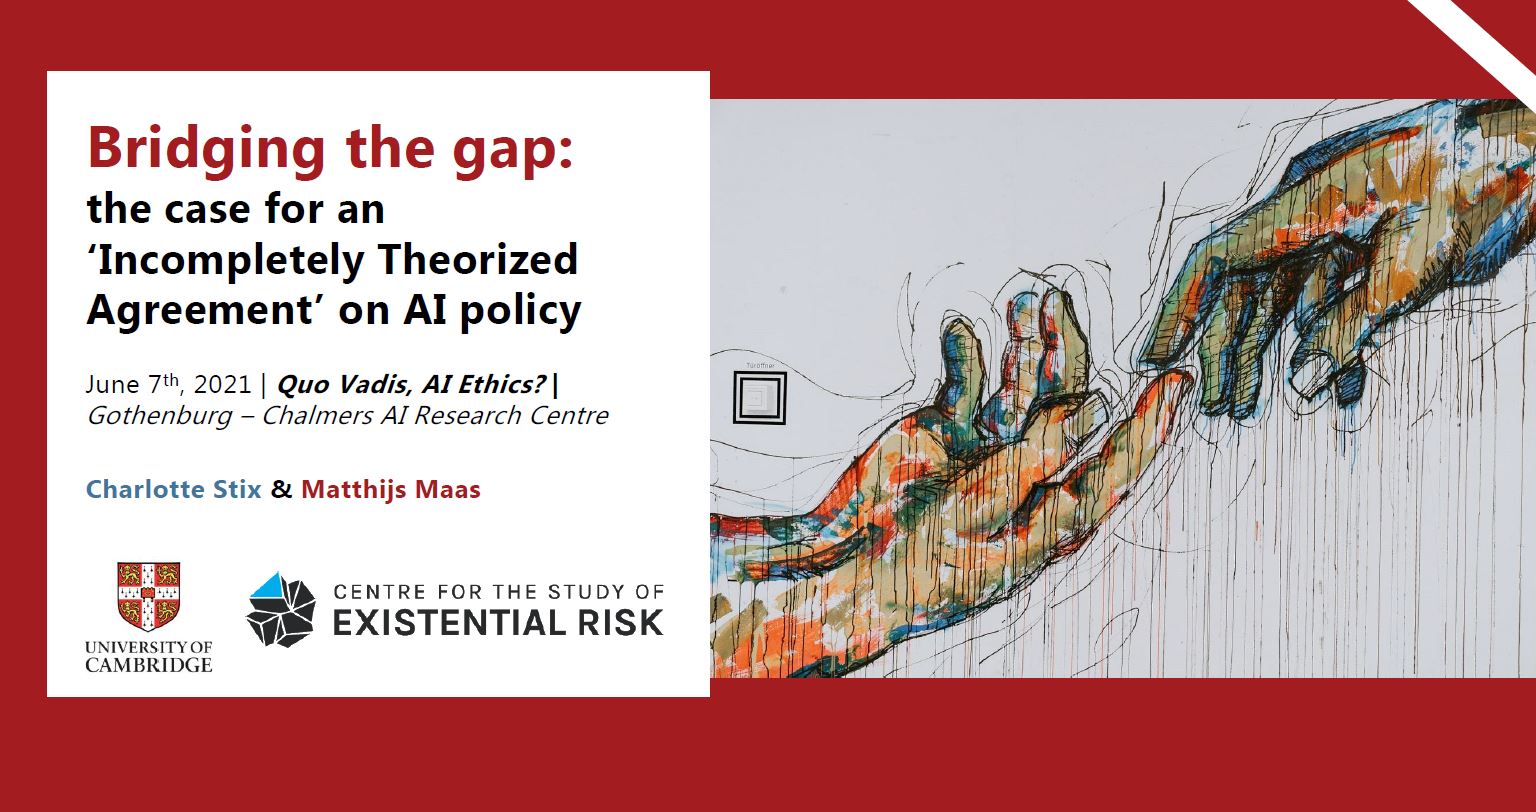 Bridging the gap:
the case for an
‘Incompletely Theorized
Agreement’ on AI policy
June 7th, 2021 | Quo Vadis, AI Ethics? |
Gothenburg – Chalmers AI Research Centre
Charlotte Stix & Matthijs Maas
UNIVERSITY OF
CAMBRIDGE
CENTRE FOR THE STUDY OF
EXISTENTIAL RISK
Türöffner